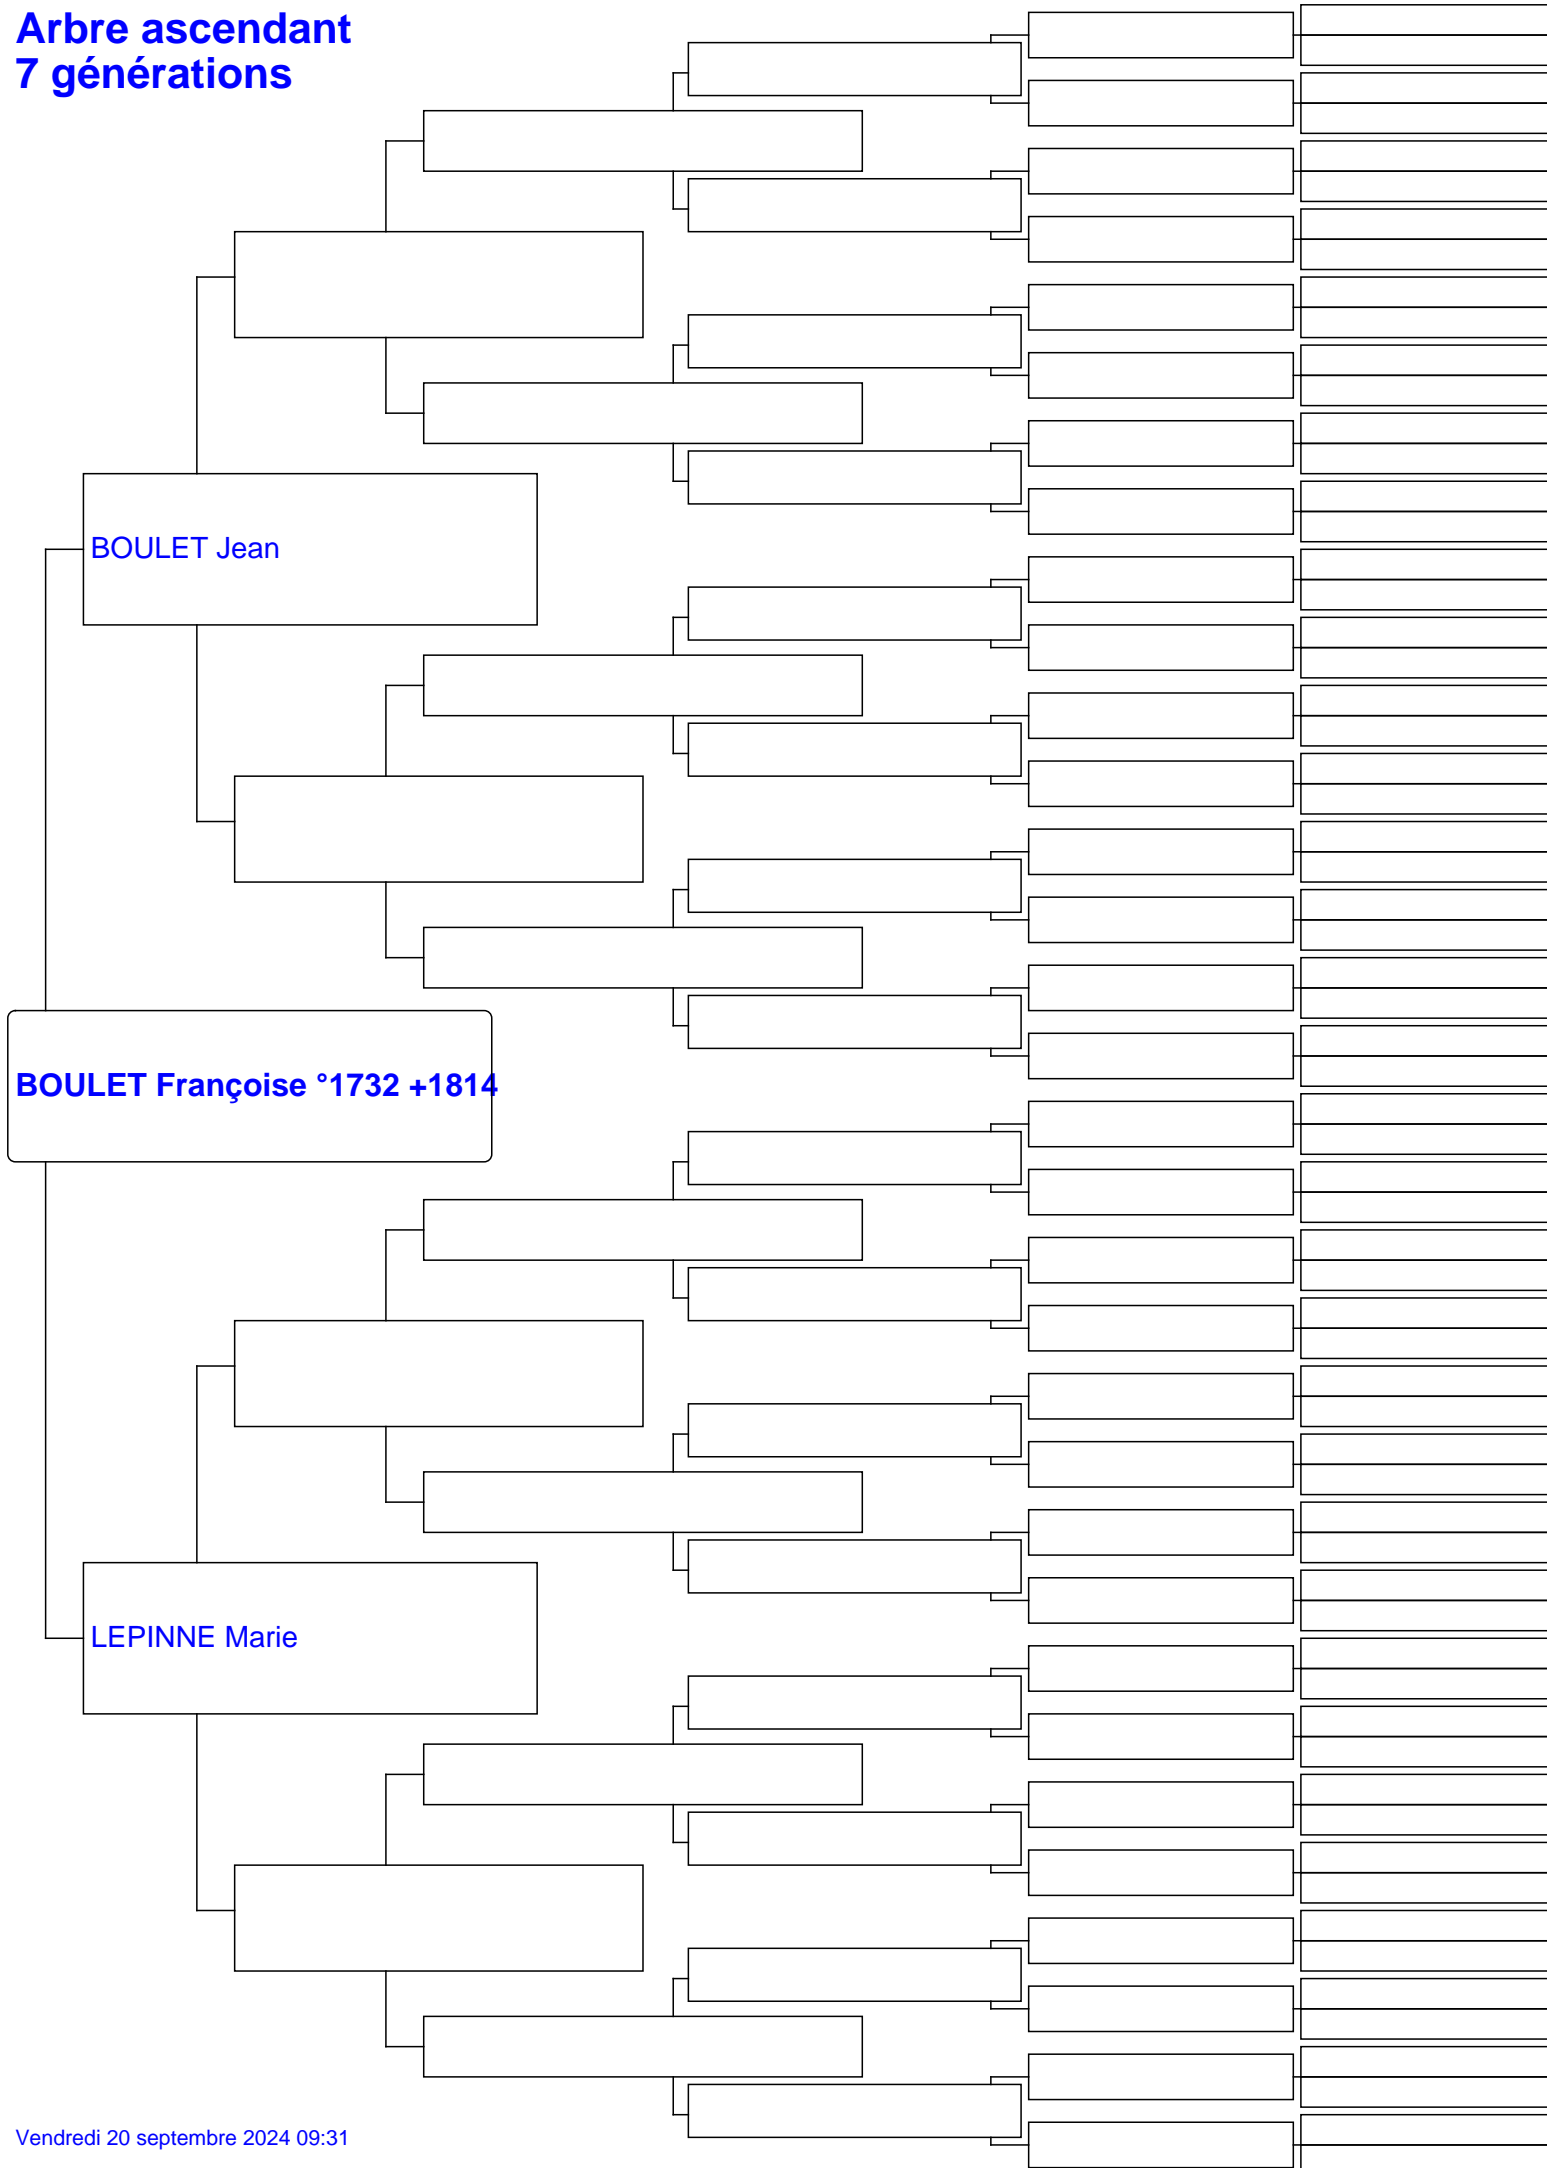 Arbre ascendant
7 générations
BOULET Jean
BOULET Françoise °1732 +1814
LEPINNE Marie
Vendredi 20 septembre 2024 09:31